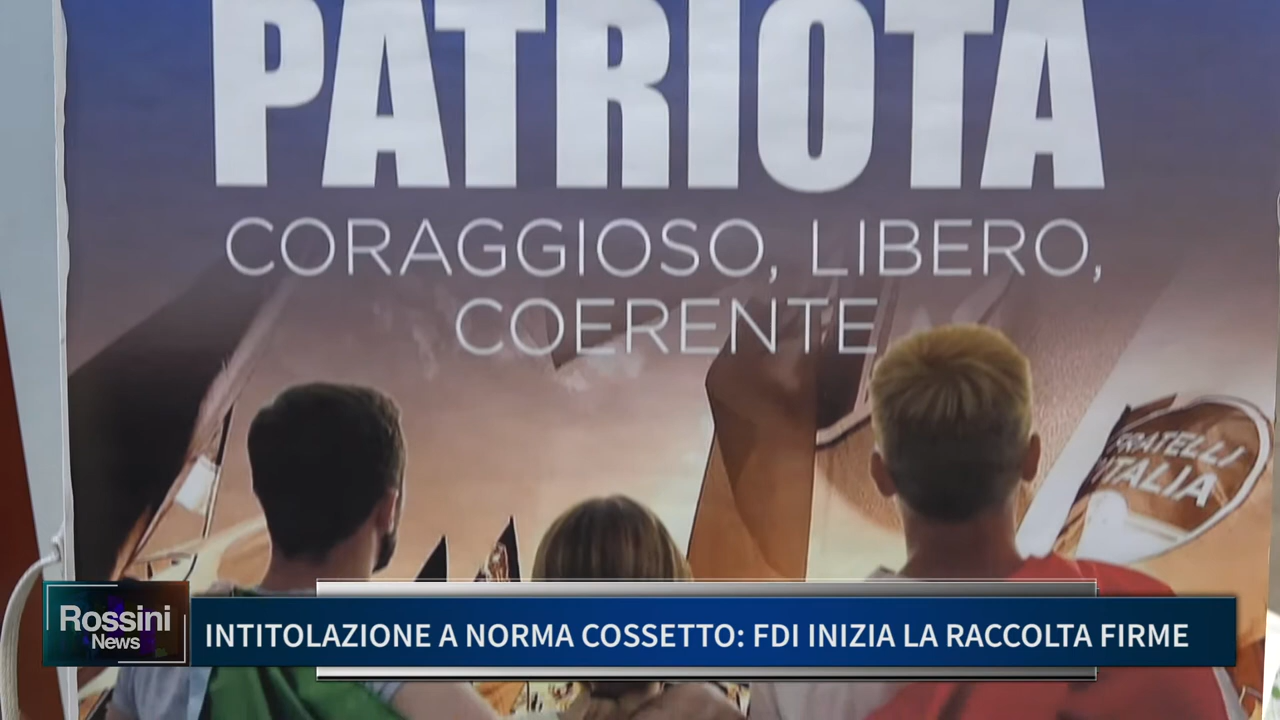 PATRIOTA
CORAGGIOSO, LIBERO,
COERENTE
FRATELLI
D'ITALIA
Rossini
News
INTITOLAZIONE A NORMA COSSETTO: FDI INIZIA LA RACCOLTA FIRME